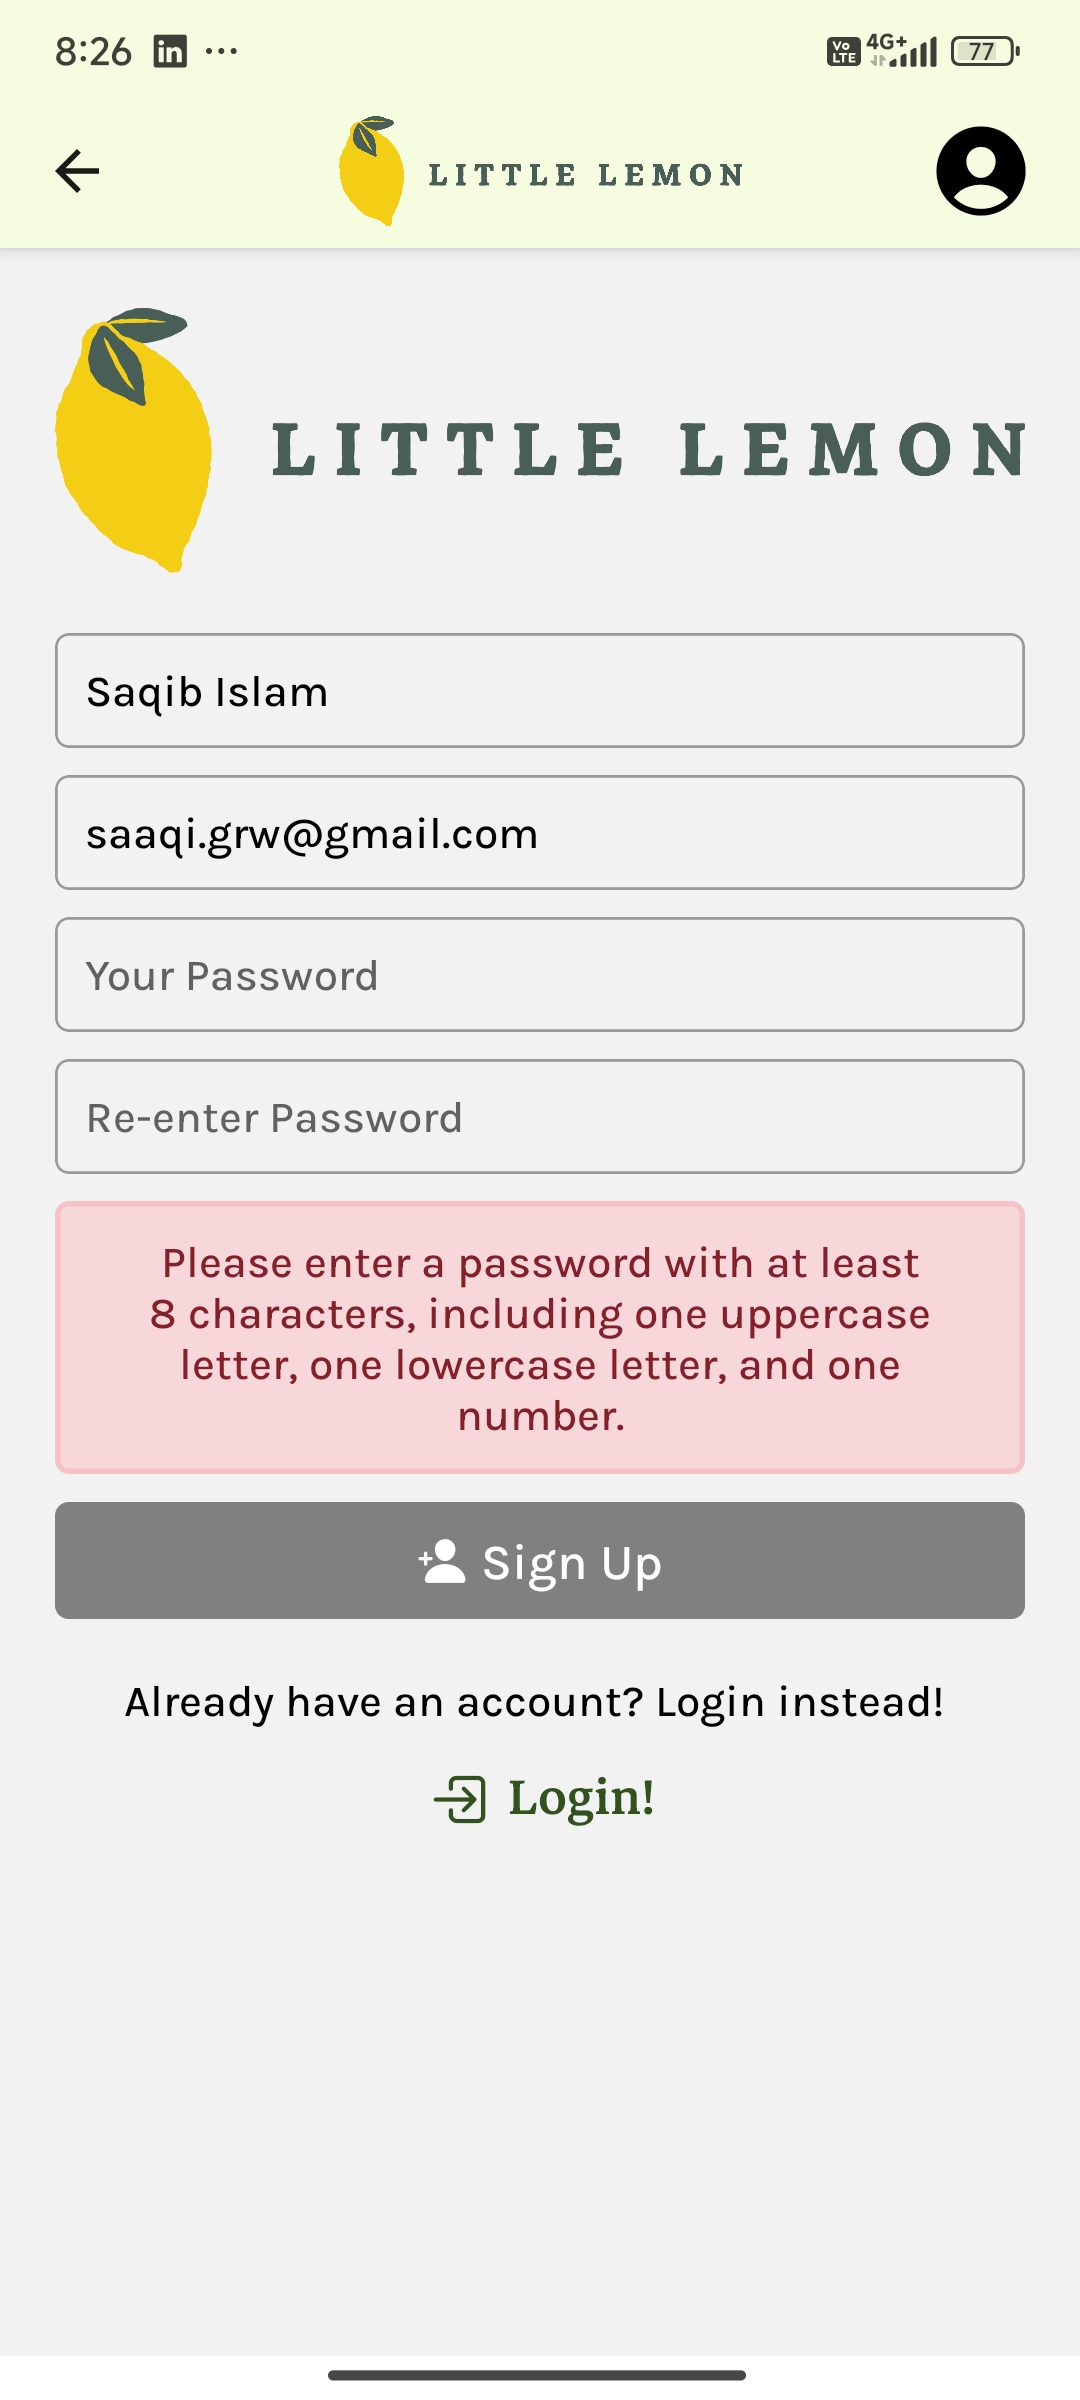 8:26 in ...
Vo LTE 4G+ 77
LITTLE LEMON
LITTLE LEMON
Saqib Islam
saaqi.grw@gmail.com
Your Password
Re-enter Password
Please enter a password with at least
8 characters, including one uppercase
letter, one lowercase letter, and one
number.
Sign Up
Already have an account? Login instead!
Login!